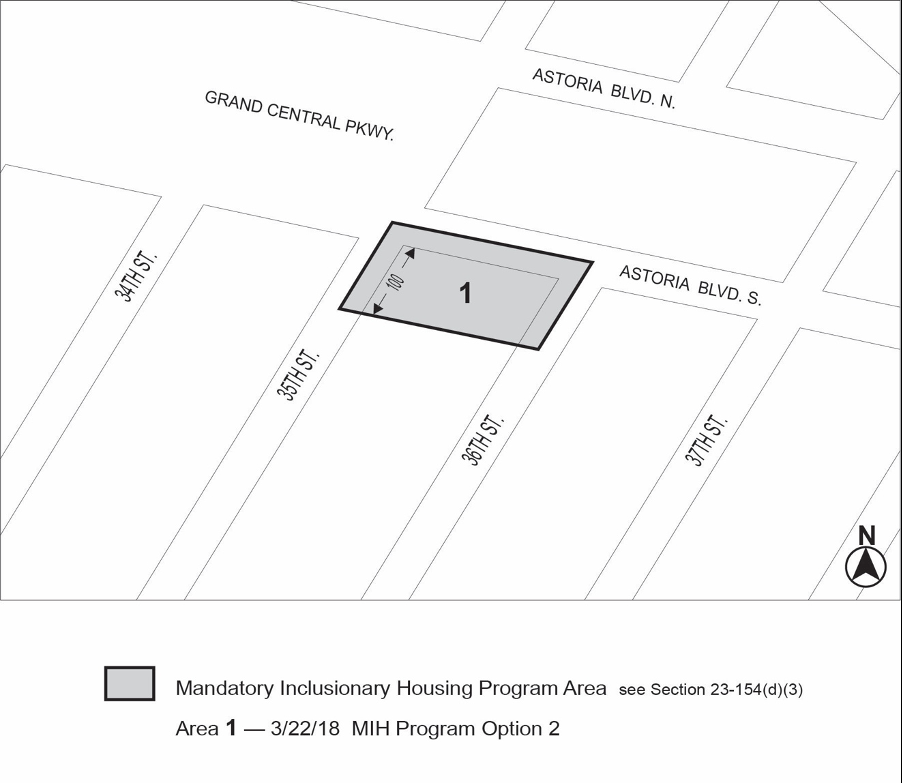 ASTORIA BLVD. N.
GRAND CENTRAL PKWY.
34TH ST.
100
1
ASTORIA BLVD. S.
35TH ST.
36TH ST.
37TH ST.
N
Mandatory Inclusionary Housing Program Area see Section 23-154(d)(3)
Area 1 — 3/22/18 MIH Program Option 2